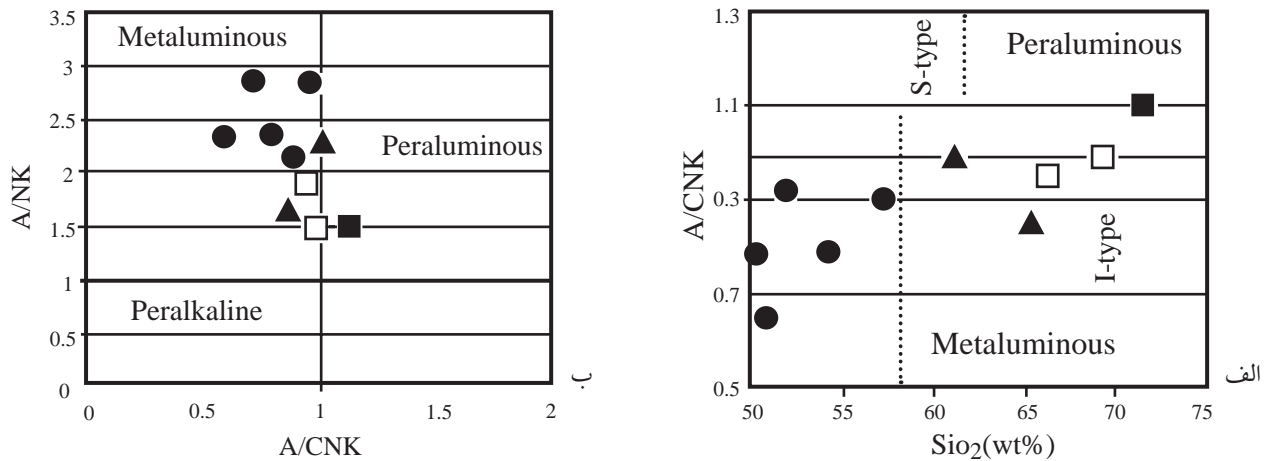 3.5
3
2.5
2
1.5
1
0.5
0
A/NK
Metaluminous
Peraluminous
Peralkaline
0
0.5
1
1.5
2
A/CNK
ب
1.3
1.1
0.3
0.7
0.5
A/CNK
S-type
Peraluminous
I-type
Metaluminous
50
55
60
65
70
75
Sio2(wt%)
الف